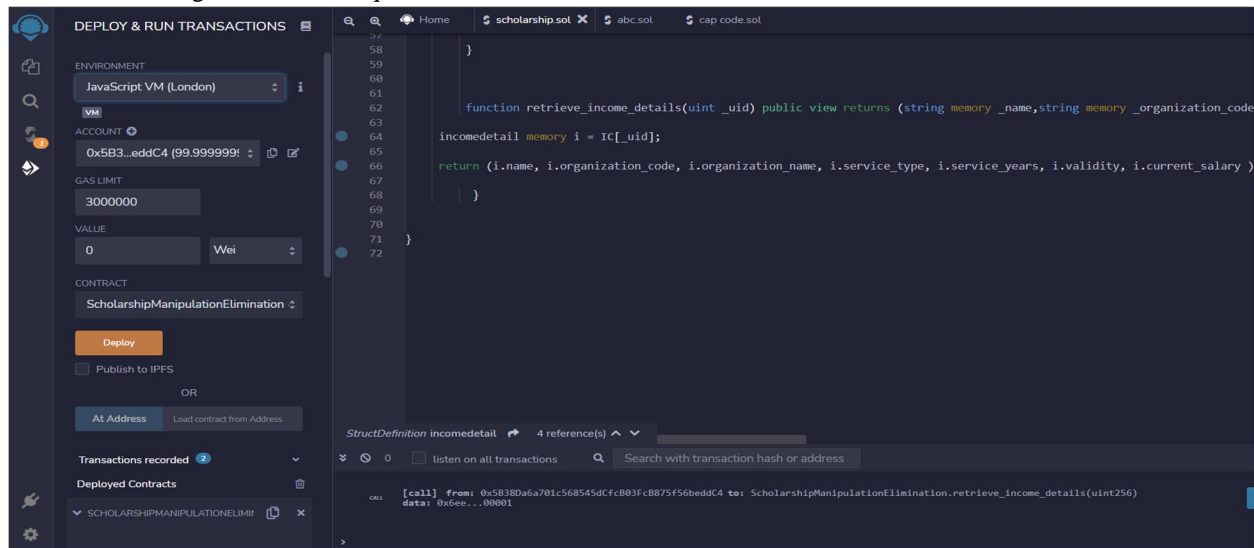 DEPLOY & RUN TRANSACTIONS
ENVIRONMENT
JavaScript VM (London)
i
VM
ACCOUNT
0x5B3...eddC4 (99.9999999
GAS LIMIT
3000000
VALUE
0 Wei
CONTRACT
ScholarshipManipulationElimination
Deploy
Publish to IPFS
OR
At Address Load contract from Address
Transactions recorded 2
Deployed Contracts
SCHOLARSHIPMANIPULATIONELIMI
Home scholarship.sol abc.sol cap code.sol
57
58 }
59
60
61
62 function retrieve_income_details(uint _uid) public view returns (string memory _name,string memory _organization_code
63
64 incomedetail memory i = IC[_uid];
65
66 return (i.name, i.organization_code, i.organization_name, i.service_type, i.service_years, i.validity, i.current_salary )
67
68 }
69
70
71 }
72
StructDefinition incomedetail 4 reference(s)
0 listen on all transactions Search with transaction hash or address
CALL [call] from: 0x5B38Da6a701c568545dCfcB03FcB875f56beddC4 to: ScholarshipManipulationElimination.retrieve_income_details(uint256)
data: 0x6ee...00001
>